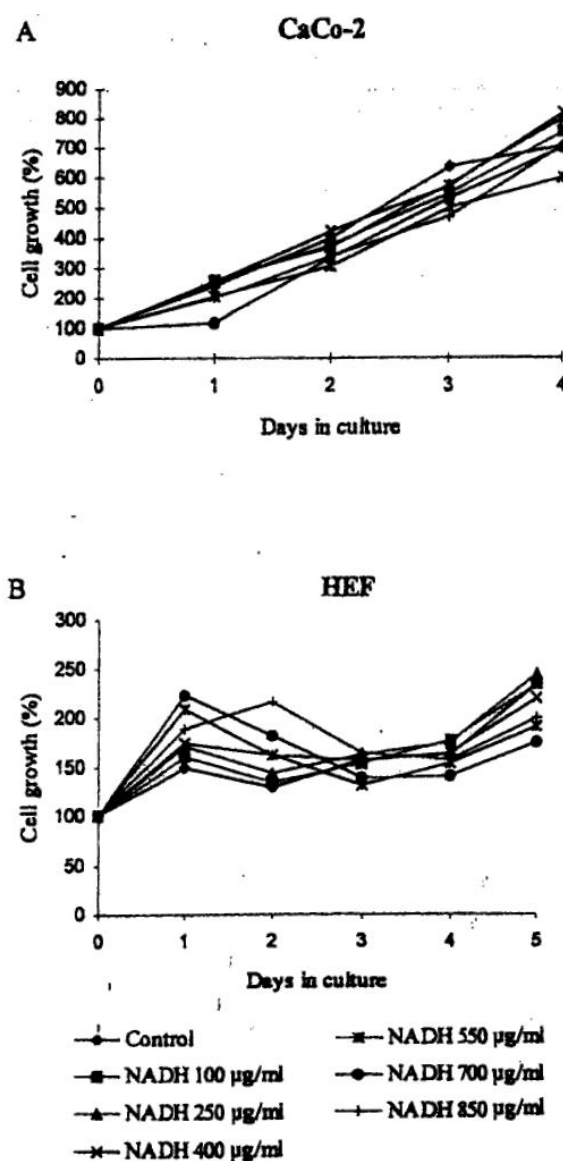 A CaCo-2
900
800
700
600
500
400
300
200
100
0
Cell growth (%)
0 1 2 3 4
Days in culture
B HEF
300
250
200
150
100
50
0
Cell growth (%)
0 1 2 3 4 5
Days in culture
Control
NADH 550 µg/ml
NADH 100 µg/ml
NADH 700 µg/ml
NADH 250 µg/ml
NADH 850 µg/ml
NADH 400 µg/ml